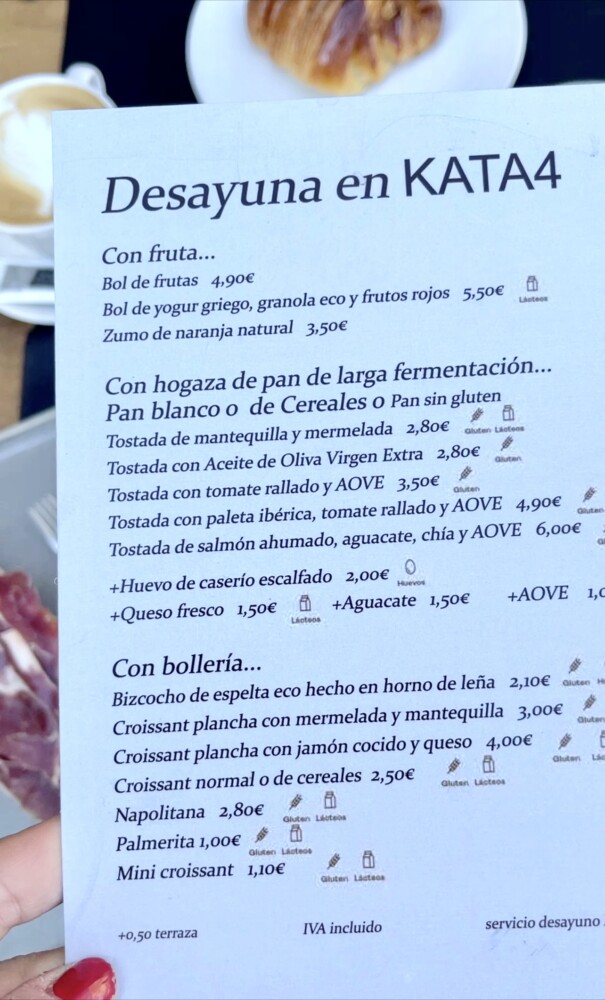 Desayuna en KATA4
Con fruta...
Bol de frutas 4,90€
Bol de yogur griego, granola eco y frutos rojos 5,50€ Lácteos
Zumo de naranja natural 3,50€
Con hogaza de pan de larga fermentación...
Pan blanco o de Cereales o Pan sin gluten
Tostada de mantequilla y mermelada 2,80€ Gluten Lácteos
Tostada con Aceite de Oliva Virgen Extra 2,80€ Gluten
Tostada con tomate rallado y AOVE 3,50€ Gluten
Tostada con paleta ibérica, tomate rallado y AOVE 4,90€ Gluten
Tostada de salmón ahumado, aguacate, chía y AOVE 6,00€
+Huevo de caserío escalfado 2,00€ Huevos
+Queso fresco 1,50€ Lácteos +Aguacate 1,50€ +AOVE
Con bollería...
Bizcocho de espelta eco hecho en horno de leña 2,10€ Gluten
Croissant plancha con mermelada y mantequilla 3,00€ Gluten
Croissant plancha con jamón cocido y queso 4,00€ Gluten
Croissant normal o de cereales 2,50€ Gluten Lácteos
Napolitana 2,80€ Gluten Lácteos
Palmerita 1,00€ Gluten Lácteos
Mini croissant 1,10€ Gluten Lácteos
+0,50 terraza IVA incluido servicio desayuno